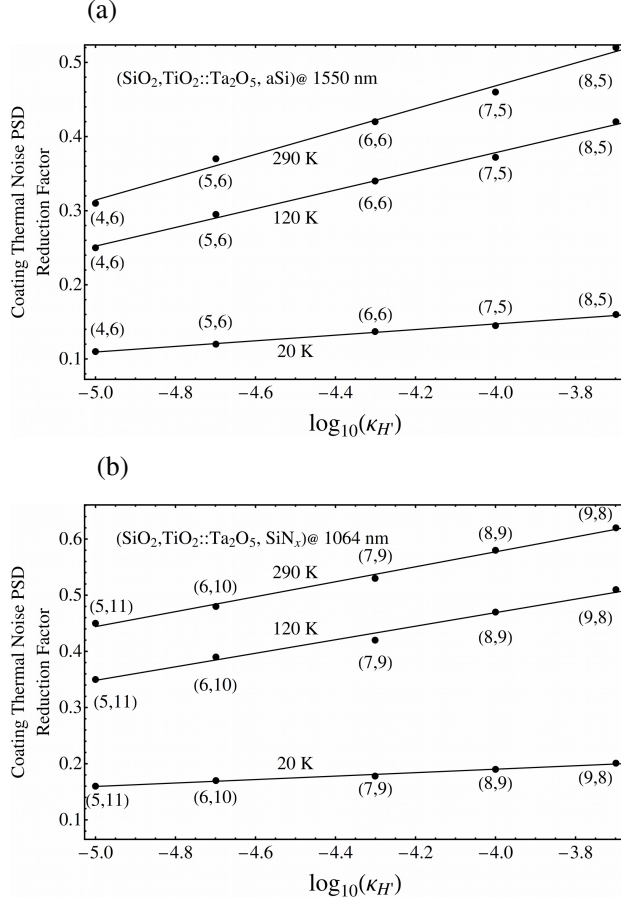 (a)
Coating Thermal Noise PSD
Reduction Factor
(SiO₂,TiO₂::Ta₂O₅, aSi)@ 1550 nm
0.5
0.4
0.3
0.2
0.1
(4,6) (5,6) (6,6) (7,5) (8,5)
290 K
(4,6) (5,6) (6,6) (7,5) (8,5)
120 K
(4,6) (5,6) (6,6) (7,5) (8,5)
20 K
−5.0 −4.8 −4.6 −4.4 −4.2 −4.0 −3.8
log₁₀(κ_H')
(b)
Coating Thermal Noise PSD
Reduction Factor
(SiO₂,TiO₂::Ta₂O₅, SiNₓ)@ 1064 nm
0.6
0.5
0.4
0.3
0.2
0.1
(5,11) (6,10) (7,9) (8,9) (9,8)
290 K
(5,11) (6,10) (7,9) (8,9) (9,8)
120 K
(5,11) (6,10) (7,9) (8,9) (9,8)
20 K
−5.0 −4.8 −4.6 −4.4 −4.2 −4.0 −3.8
log₁₀(κ_H')